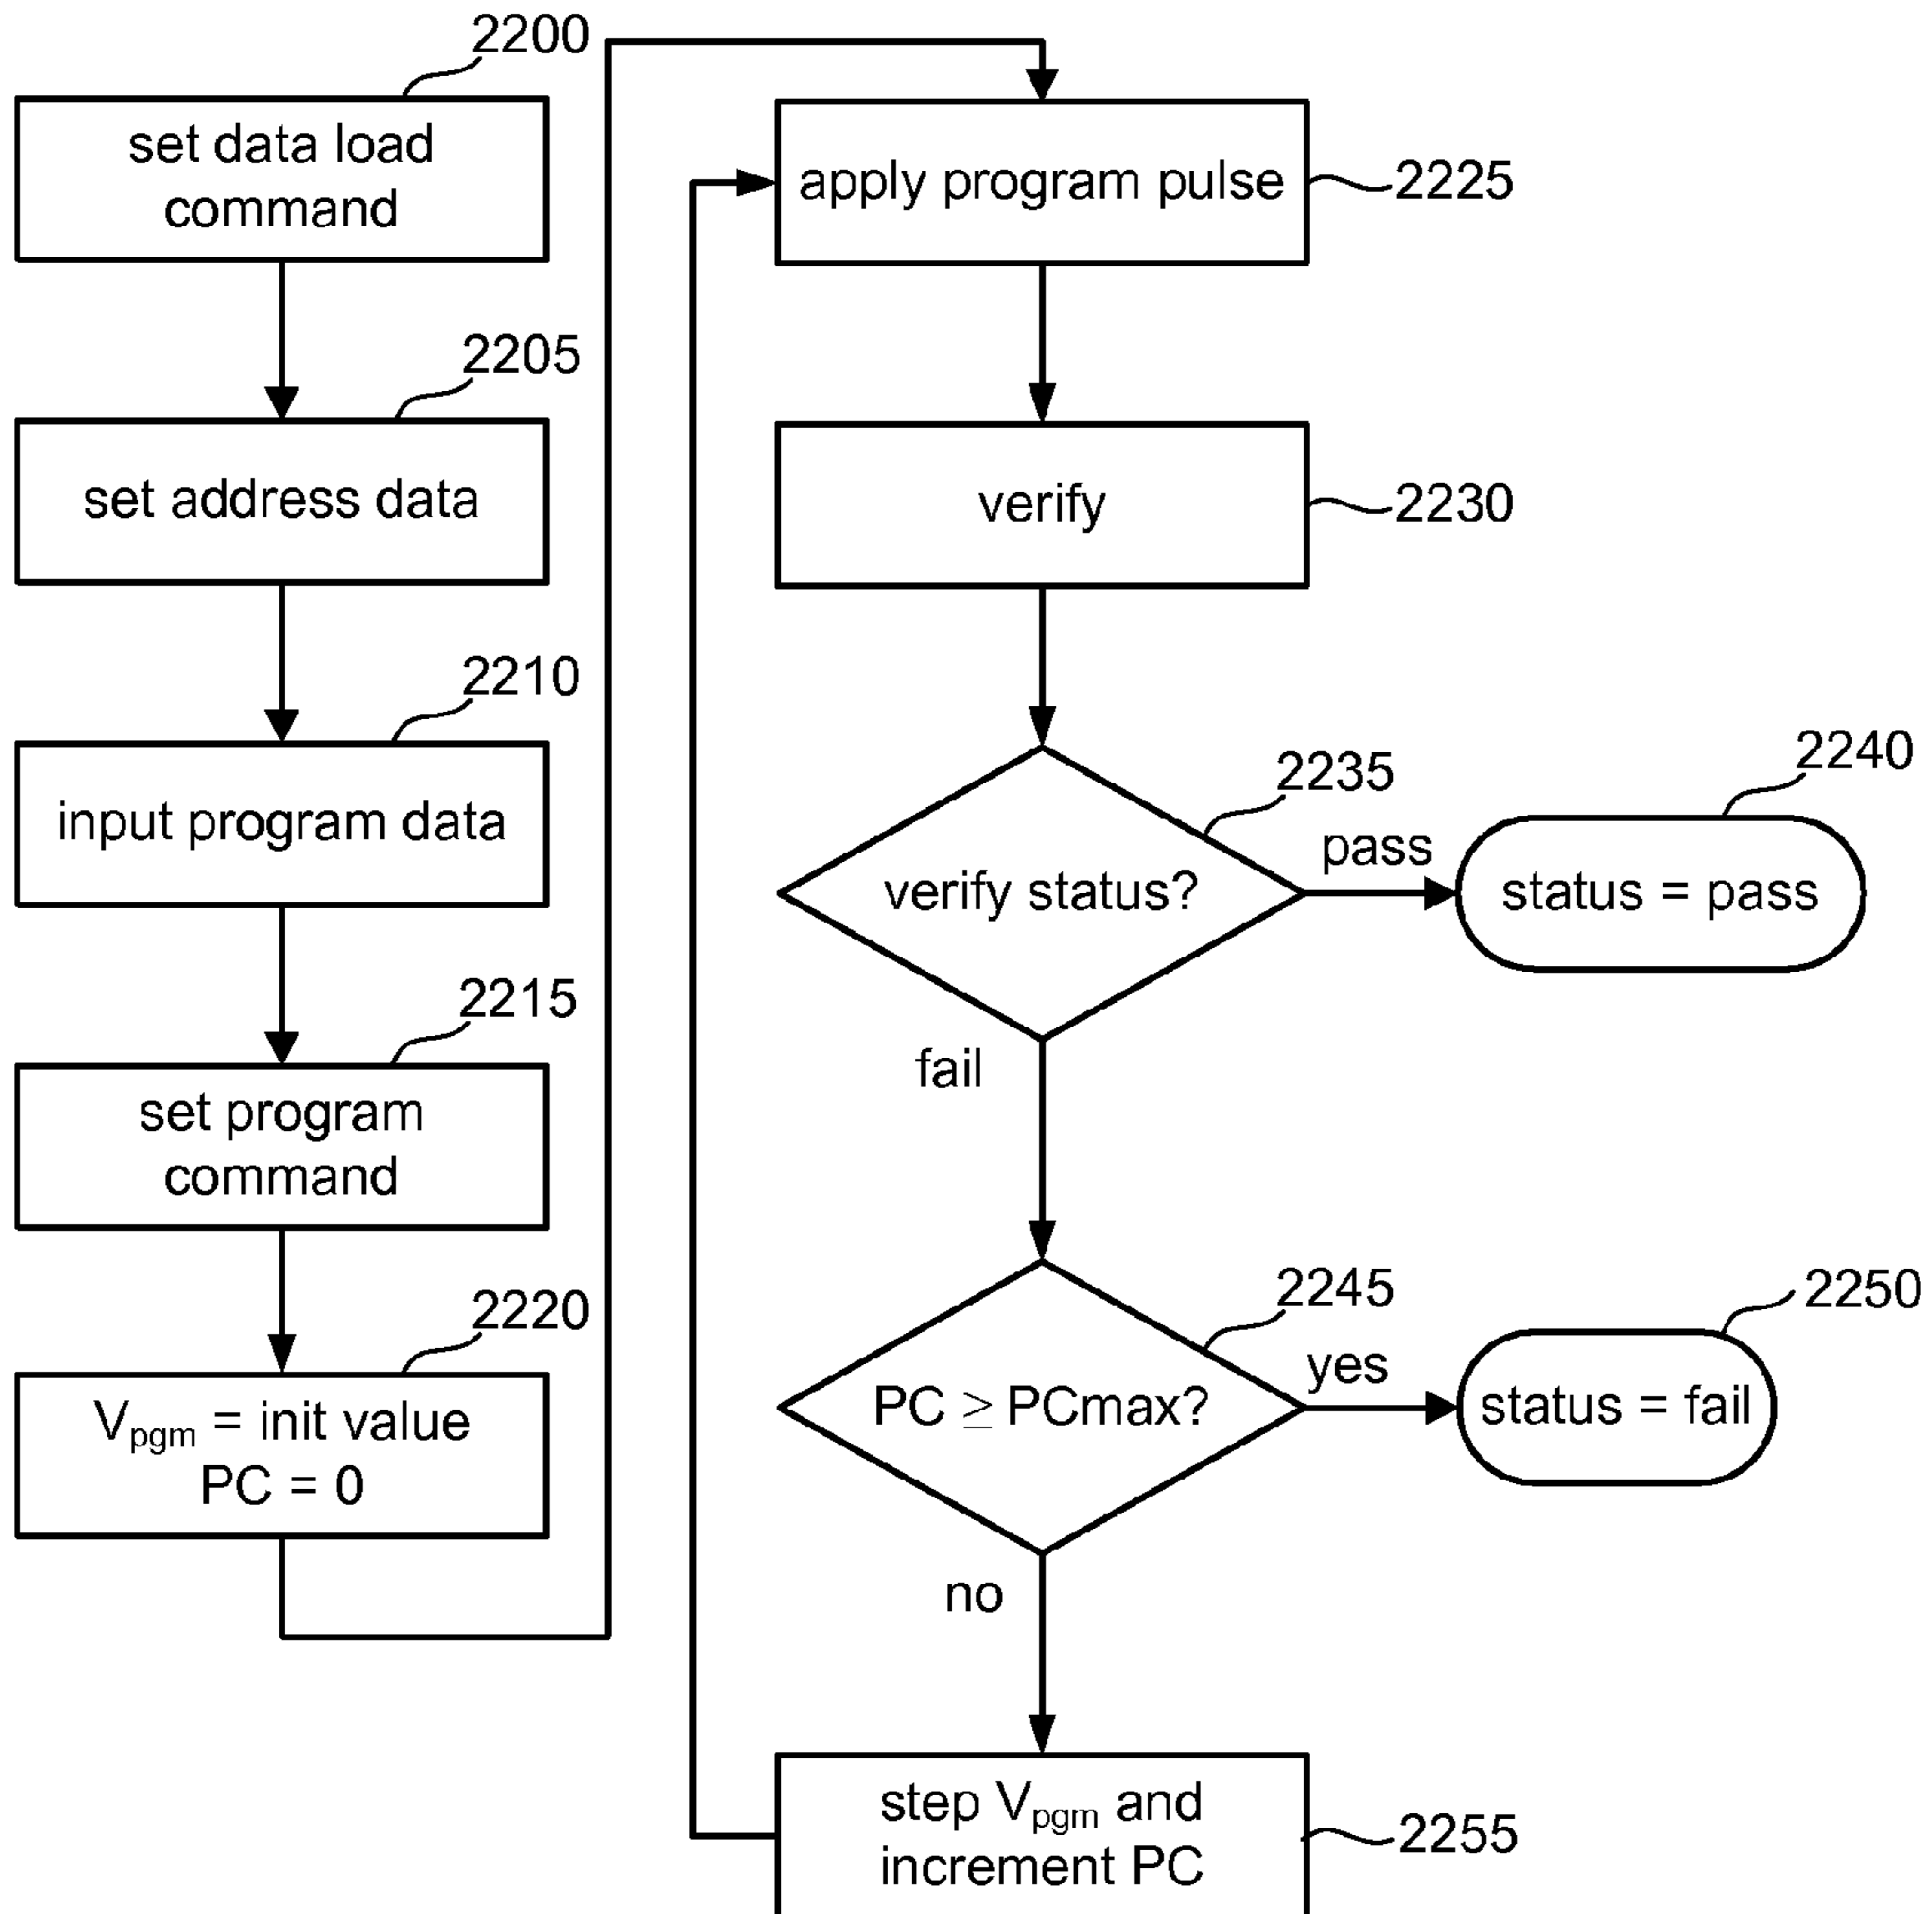 2200
set data load
command
2205
set address data
2210
input program data
2215
set program
command
2220
Vpgm = init value
PC = 0
apply program pulse
2225
verify
2230
2235
verify status?
pass
2240
status = pass
fail
2245
PC ≥ PCmax?
yes
2250
status = fail
no
step Vpgm and
increment PC
2255